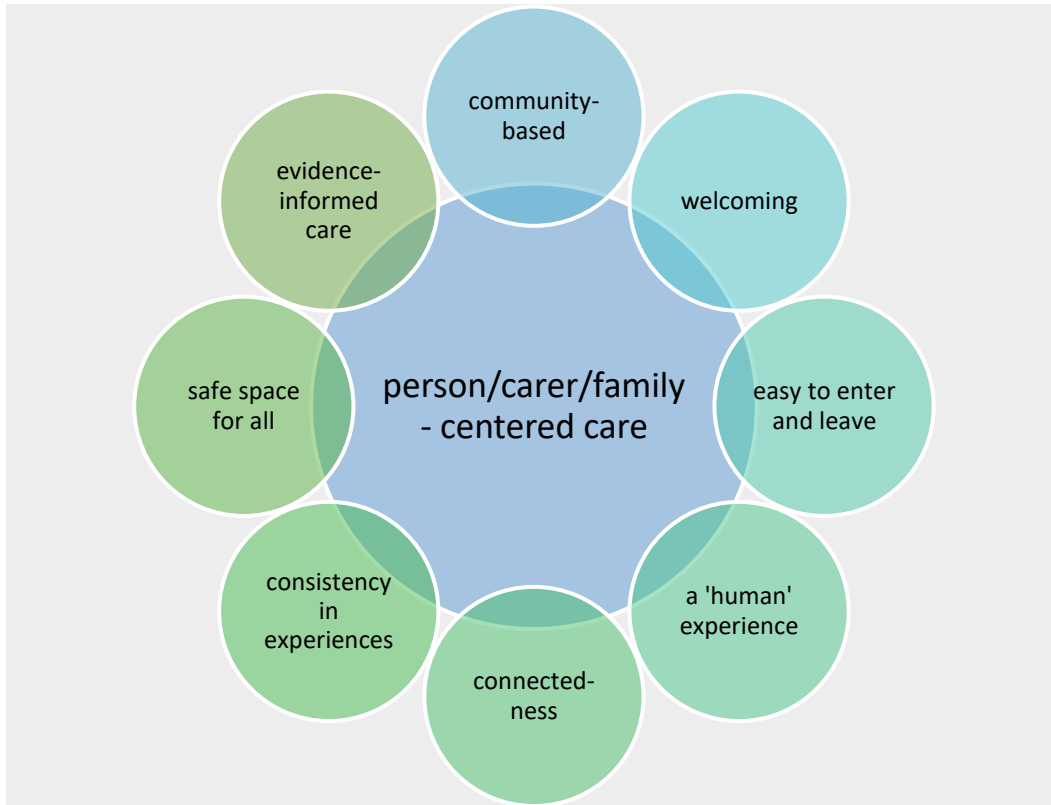 community-
based
welcoming
easy to enter
and leave
a 'human'
experience
connected-
ness
consistency
in
experiences
safe space
for all
evidence-
informed
care
person/carer/family
- centered care